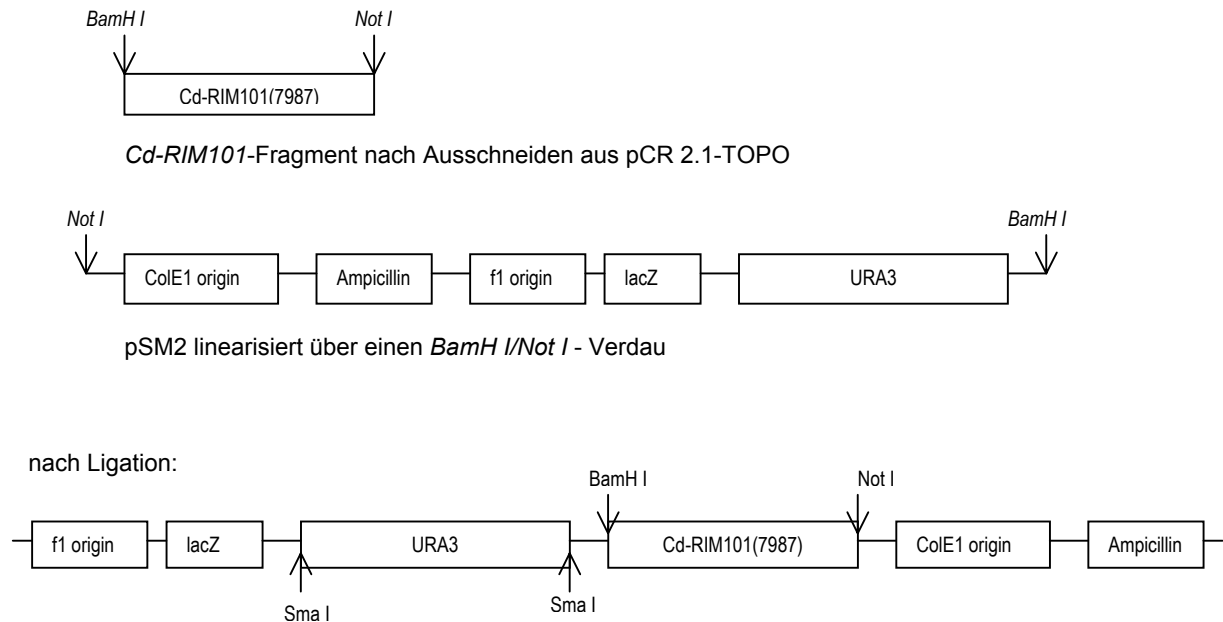 BamH I Not I
Cd-RIM101(7987)
Cd-RIM101-Fragment nach Ausschneiden aus pCR 2.1-TOPO
Not I BamH I
ColE1 origin Ampicillin f1 origin lacZ URA3
pSM2 linearisiert über einen BamH I/Not I - Verdau
nach Ligation:
BamH I Not I
f1 origin lacZ URA3 Cd-RIM101(7987) ColE1 origin Ampicillin
Sma I Sma I